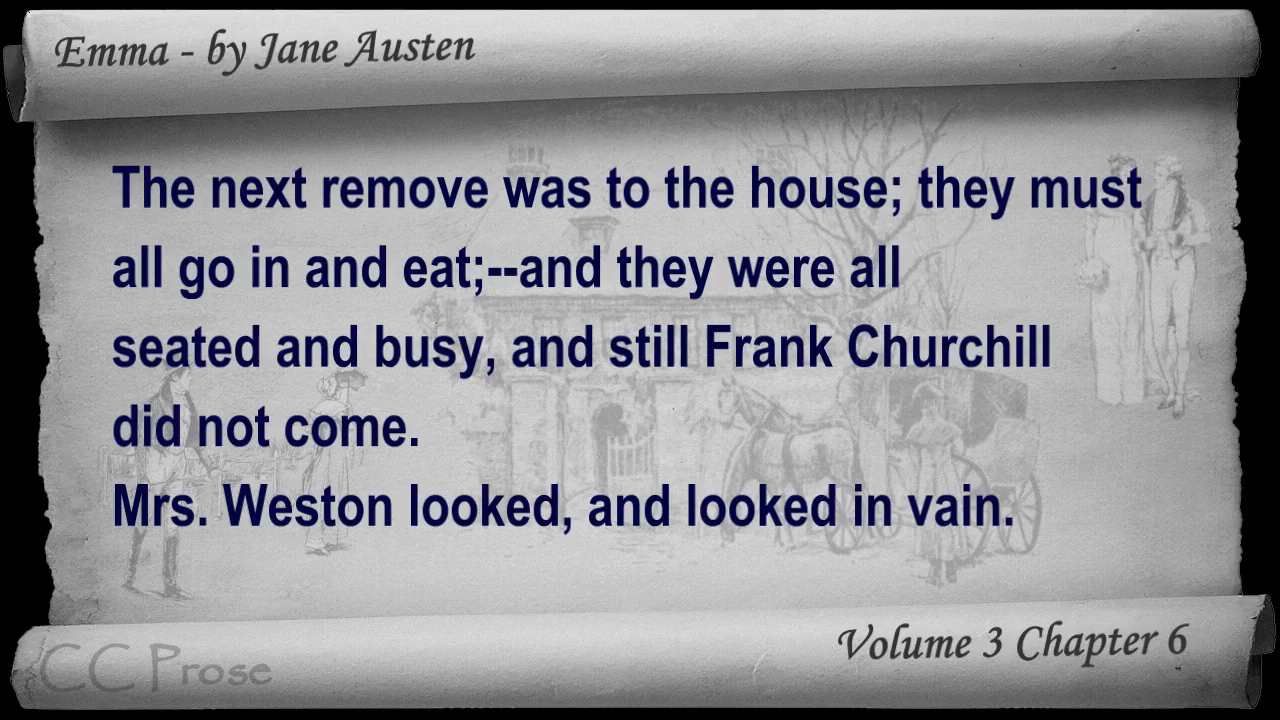 Emma - by Jane Austen
The next remove was to the house; they must
all go in and eat;--and they were all
seated and busy, and still Frank Churchill
did not come.
Mrs. Weston looked, and looked in vain.
Volume 3 Chapter 6
CC Prose